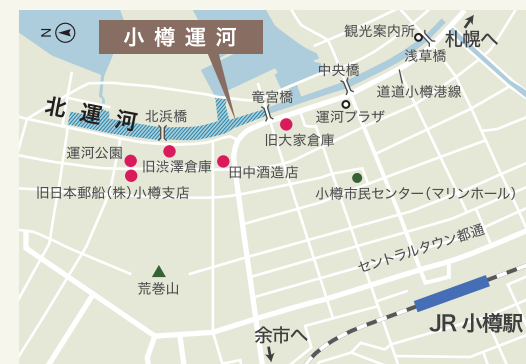 N
小樽運河
観光案内所
札幌へ
浅草橋
中央橋
道道小樽港線
竜宮橋
運河プラザ
北運河
北浜橋
旧大家倉庫
運河公園
旧渋澤倉庫
田中酒造店
旧日本郵船(株)小樽支店
小樽市民センター(マリンホール)
セントラルタウン都通
荒巻山
JR 小樽駅
余市へ